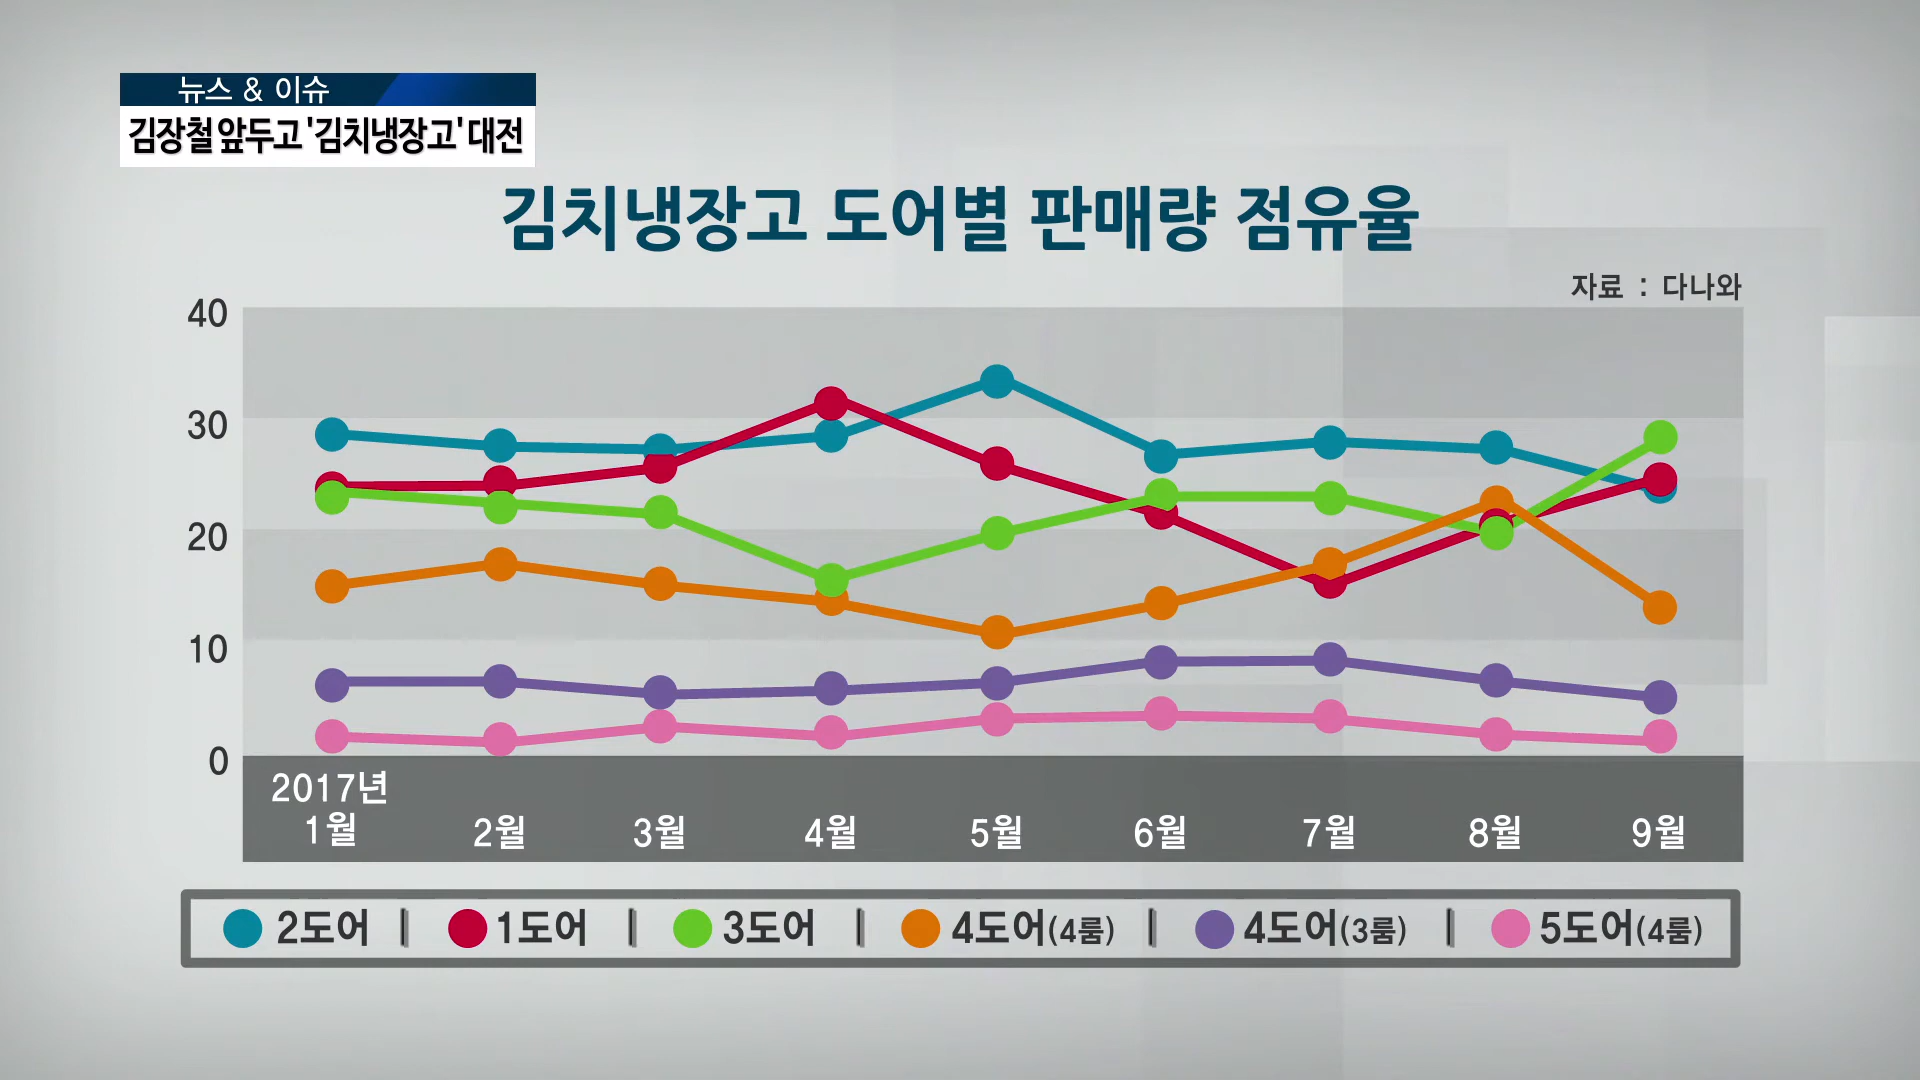 뉴스 & 이슈
김장철 앞두고 '김치냉장고' 대전
김치냉장고 도어별 판매량 점유율
자료 : 다나와
40
30
20
10
0
2017년
1월 2월 3월 4월 5월 6월 7월 8월 9월
2도어 | 1도어 | 3도어 | 4도어(4룸) | 4도어(3룸) | 5도어(4룸)